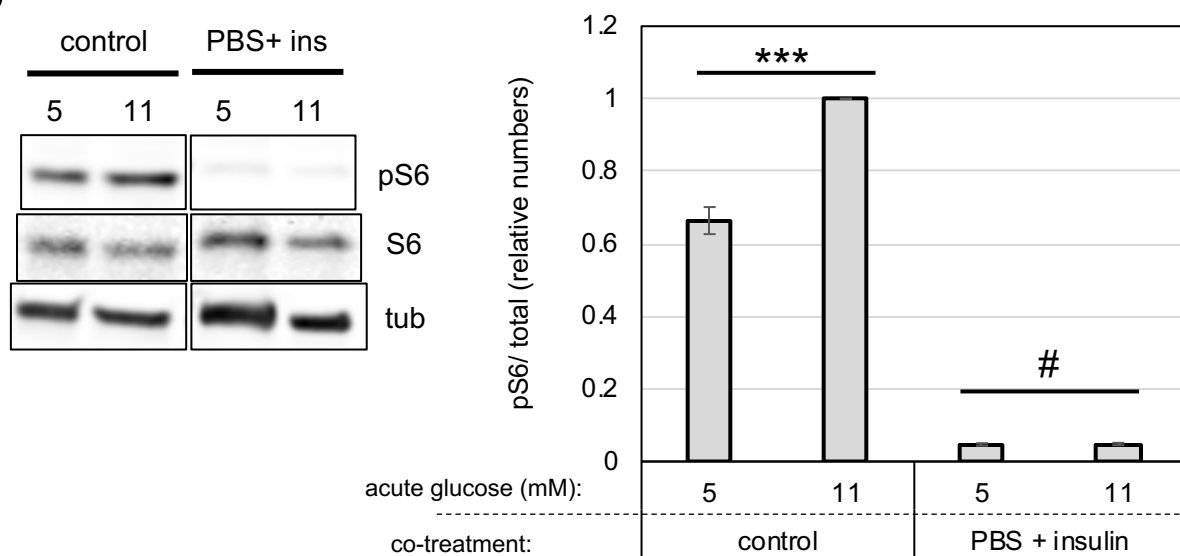 control PBS+ ins
5 11 5 11
pS6
S6
tub
pS6/ total (relative numbers)
1.2
1
0.8
0.6
0.4
0.2
0
***
#
acute glucose (mM): 5 11 5 11
co-treatment: control PBS + insulin